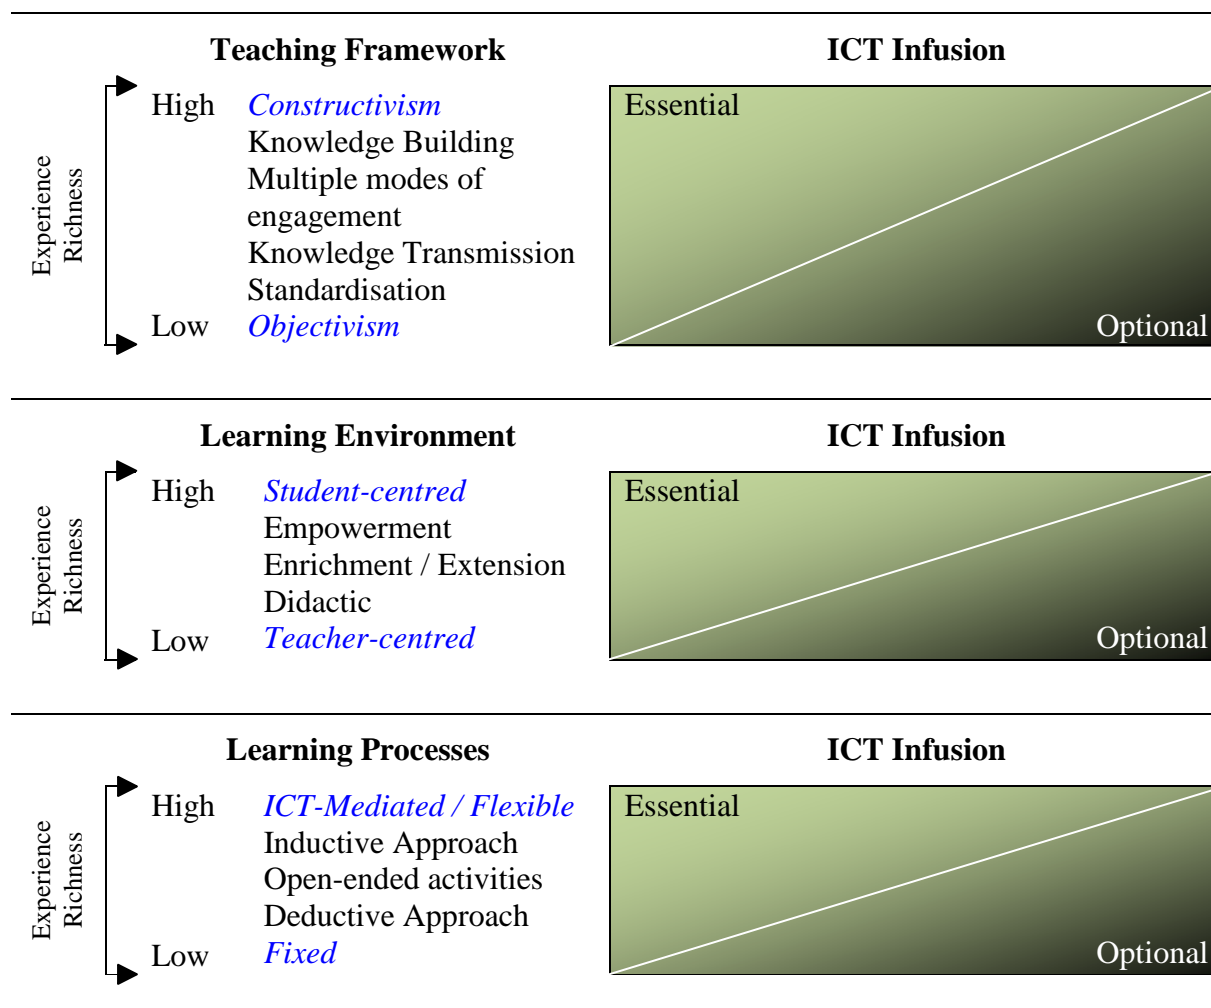 Teaching Framework
ICT Infusion
Experience
Richness
High
Constructivism
Knowledge Building
Multiple modes of
engagement
Knowledge Transmission
Standardisation
Low
Objectivism
Essential
Optional
Learning Environment
ICT Infusion
Experience
Richness
High
Student-centred
Empowerment
Enrichment / Extension
Didactic
Low
Teacher-centred
Essential
Optional
Learning Processes
ICT Infusion
Experience
Richness
High
ICT-Mediated / Flexible
Inductive Approach
Open-ended activities
Deductive Approach
Low
Fixed
Essential
Optional